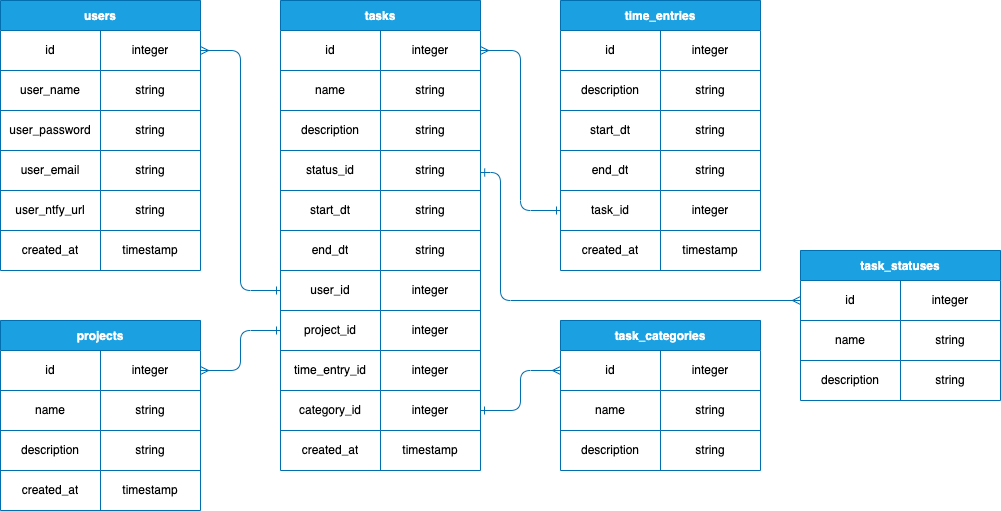 users
id integer
user_name string
user_password string
user_email string
user_ntfy_url string
created_at timestamp
tasks
id integer
name string
description string
status_id string
start_dt string
end_dt string
user_id integer
project_id integer
time_entry_id integer
category_id integer
created_at timestamp
time_entries
id integer
description string
start_dt string
end_dt string
task_id integer
created_at timestamp
task_statuses
id integer
name string
description string
projects
id integer
name string
description string
created_at timestamp
task_categories
id integer
name string
description string